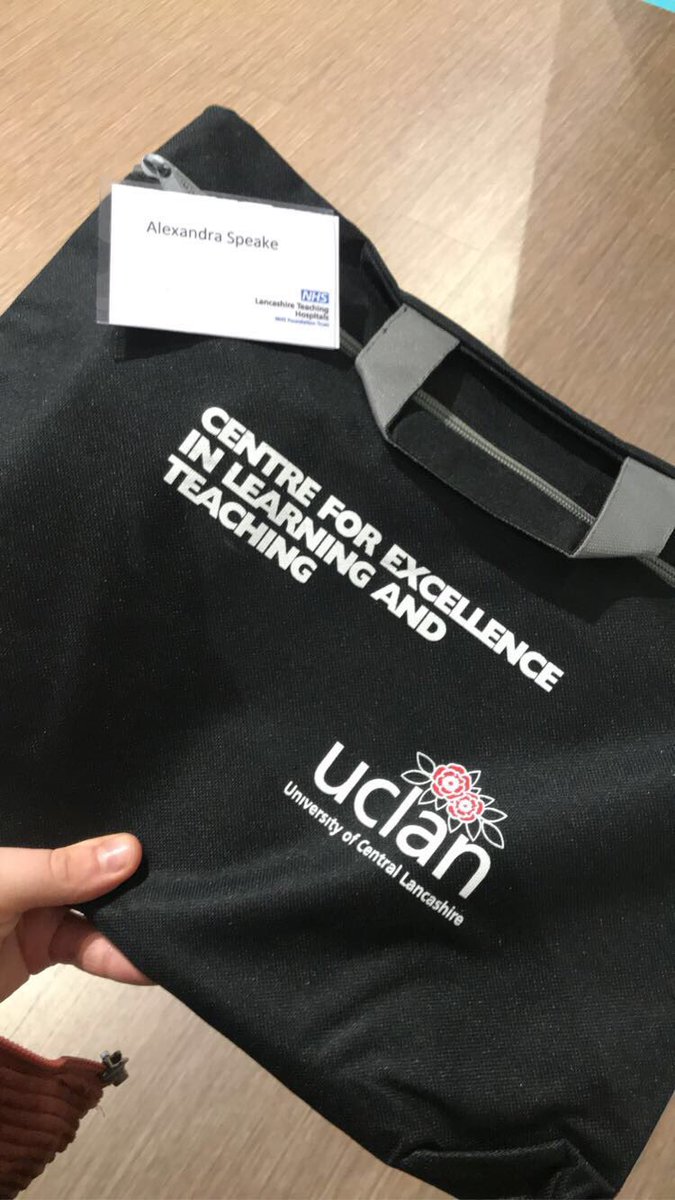 Alexandra Speake
NHS
Lancashire Teaching
Hospitals
NHS Foundation Trust
CENTRE FOR EXCELLENCE
IN LEARNING AND
TEACHING
uclan
University of Central Lancashire